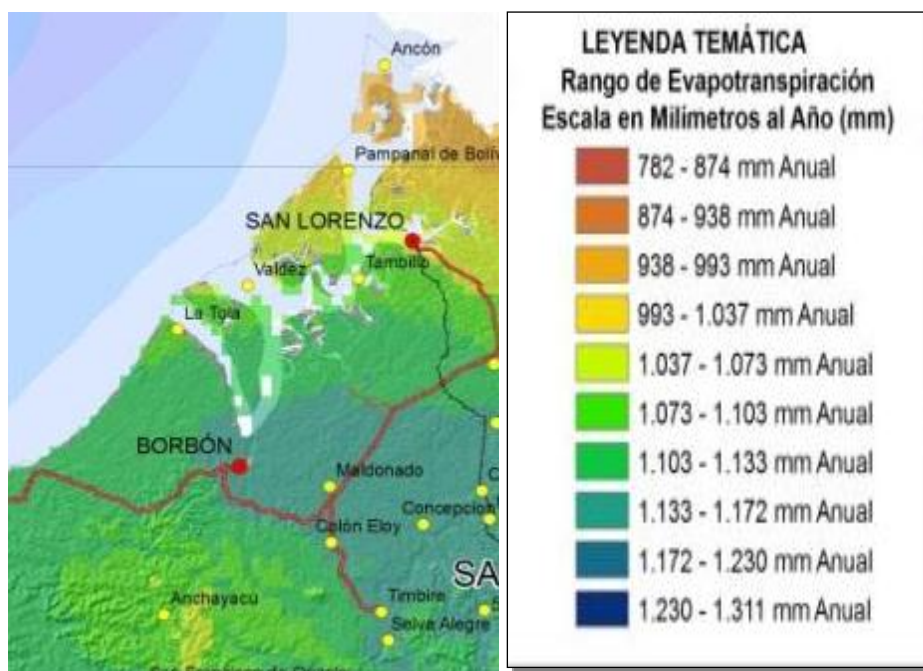 Ancón
Pampanal de Bolív
SAN LORENZO
Valdez
Tambillo
La Tola
BORBÓN
Maldonado
C
Concepcion
Colón Eloy
SA
Timbire
Anchayacu
Selva Alegre
LEYENDA TEMÁTICA
Rango de Evapotranspiración
Escala en Milímetros al Año (mm)
782 - 874 mm Anual
874 - 938 mm Anual
938 - 993 mm Anual
993 - 1.037 mm Anual
1.037 - 1.073 mm Anual
1.073 - 1.103 mm Anual
1.103 - 1.133 mm Anual
1.133 - 1.172 mm Anual
1.172 - 1.230 mm Anual
1.230 - 1.311 mm Anual